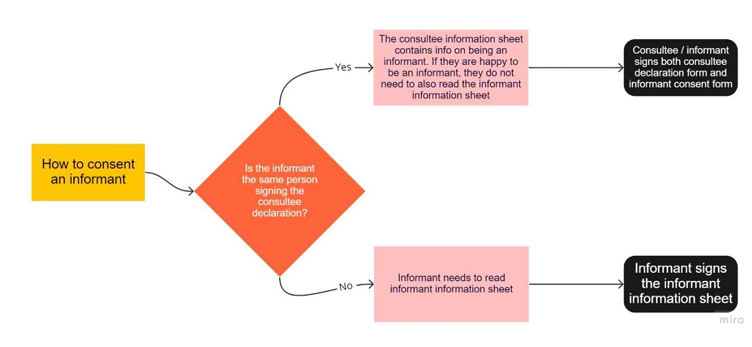 How to consent
an informant
Is the informant
the same person
signing the
consultee
declaration?
Yes
The consultee information sheet
contains info on being an
informant. If they are happy to
be an informant, they do not
need to also read the informant
information sheet
Consultee / informant
signs both consultee
declaration form and
informant consent form
No
Informant needs to read
informant information sheet
Informant signs
the informant
information sheet
miro